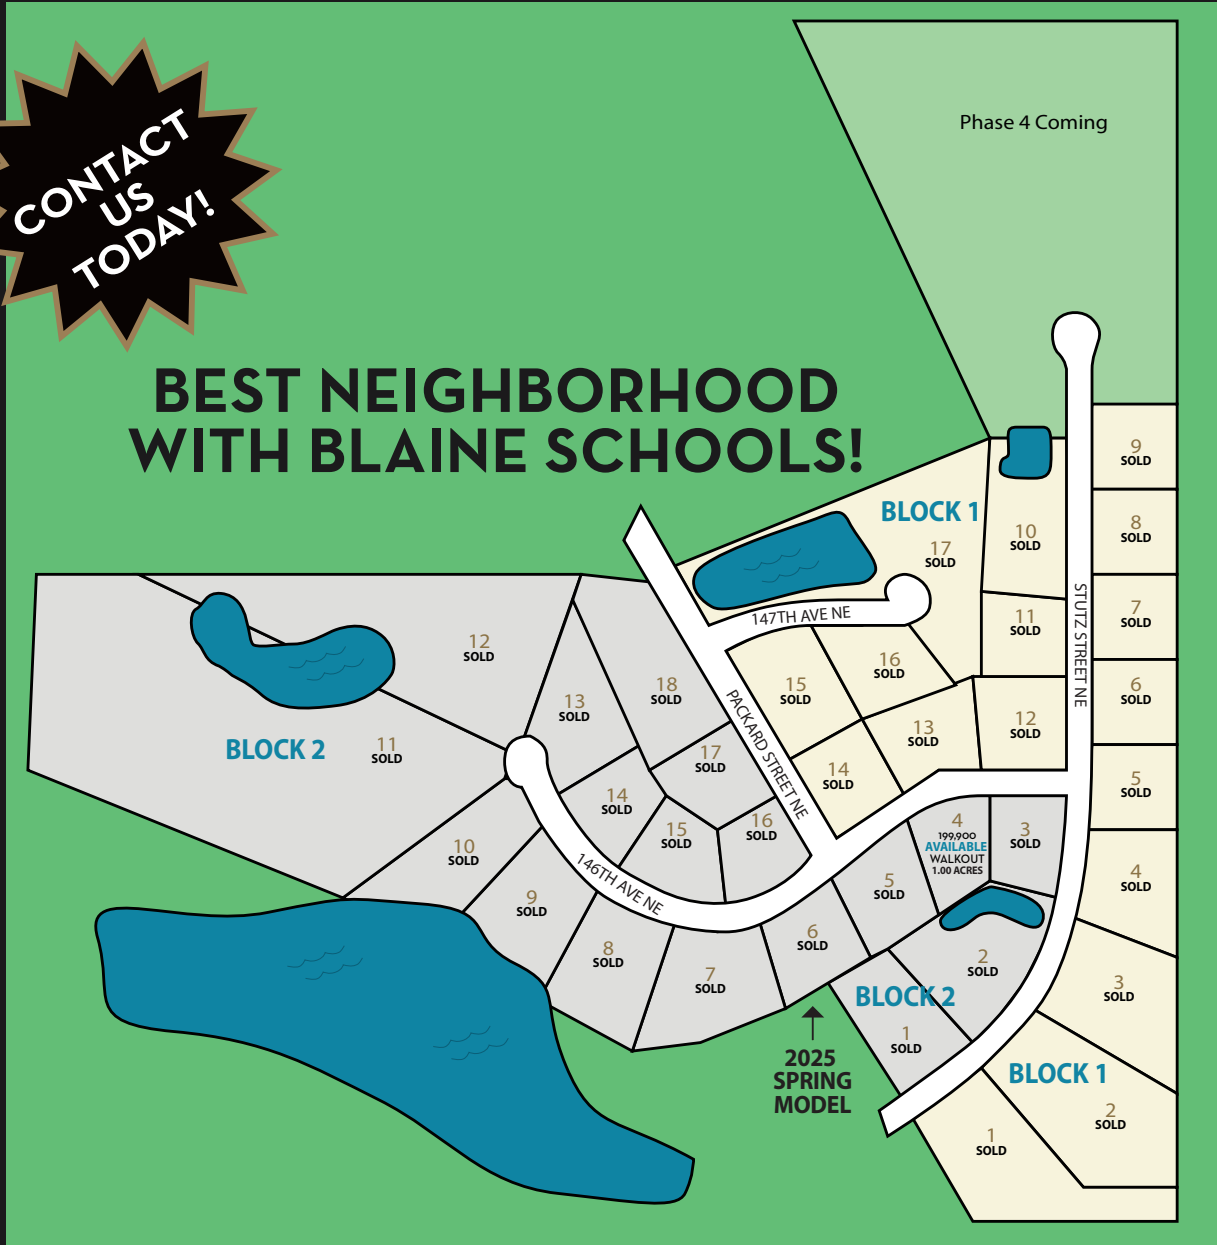 CONTACT
US
TODAY!
Phase 4 Coming
BEST NEIGHBORHOOD
WITH BLAINE SCHOOLS!
9
SOLD
8
SOLD
7
SOLD
6
SOLD
5
SOLD
4
SOLD
3
SOLD
BLOCK 1
2
SOLD
1
SOLD
STUTZ STREET NE
BLOCK 1
17
SOLD
10
SOLD
11
SOLD
12
SOLD
147TH AVE NE
16
SOLD
15
SOLD
13
SOLD
14
SOLD
PACKARD STREET NE
12
SOLD
BLOCK 2
11
SOLD
13
SOLD
18
SOLD
17
SOLD
14
SOLD
15
SOLD
16
SOLD
146TH AVE NE
10
SOLD
9
SOLD
8
SOLD
7
SOLD
6
SOLD
5
SOLD
4
199,900
AVAILABLE
WALKOUT
1.00 ACRES
3
SOLD
2
SOLD
BLOCK 2
1
SOLD
2025
SPRING
MODEL